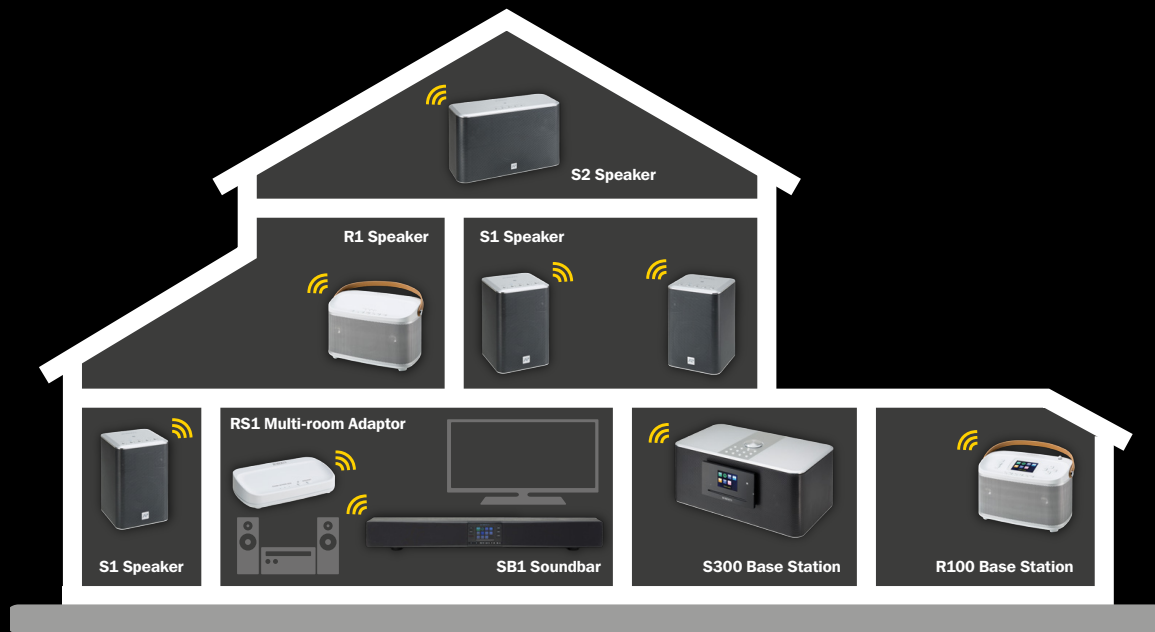 S2 Speaker
R1 Speaker
S1 Speaker
RS1 Multi-room Adaptor
S1 Speaker
SB1 Soundbar
S300 Base Station
R100 Base Station